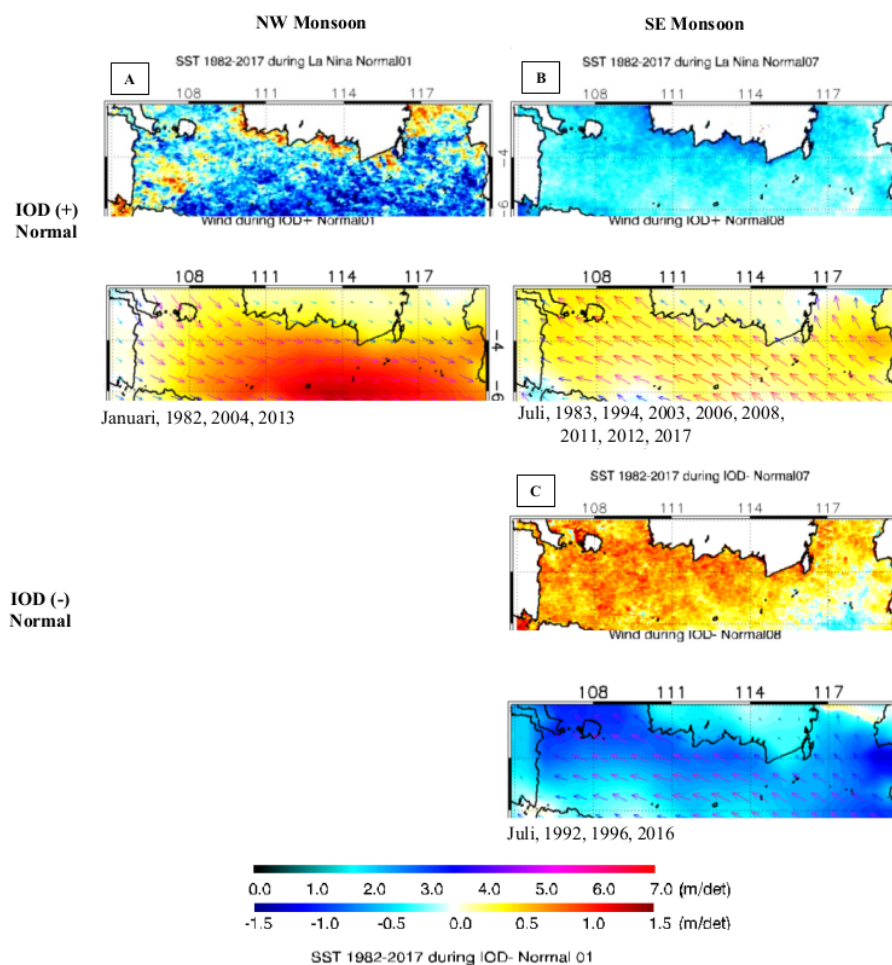 NW Monsoon
SE Monsoon
A
SST 1982-2017 during La Nina Normal01
108 111 114 117
B
SST 1982-2017 during La Nina Normal07
108 111 114 117
-4
-6
IOD (+)
Normal
Wind during IOD+ Normal01
108 111 114 117
-4
-6
Januari, 1982, 2004, 2013
Wind during IOD+ Normal08
108 111 114 117
Juli, 1983, 1994, 2003, 2006, 2008,
2011, 2012, 2017
C
SST 1982-2017 during IOD- Normal07
108 111 114 117
IOD (-)
Normal
Wind during IOD- Normal08
108 111 114 117
Juli, 1992, 1996, 2016
0.0 1.0 2.0 3.0 4.0 5.0 6.0 7.0 (m/det)
-1.5 -1.0 -0.5 0.0 0.5 1.0 1.5 (m/det)
SST 1982-2017 during IOD- Normal 01